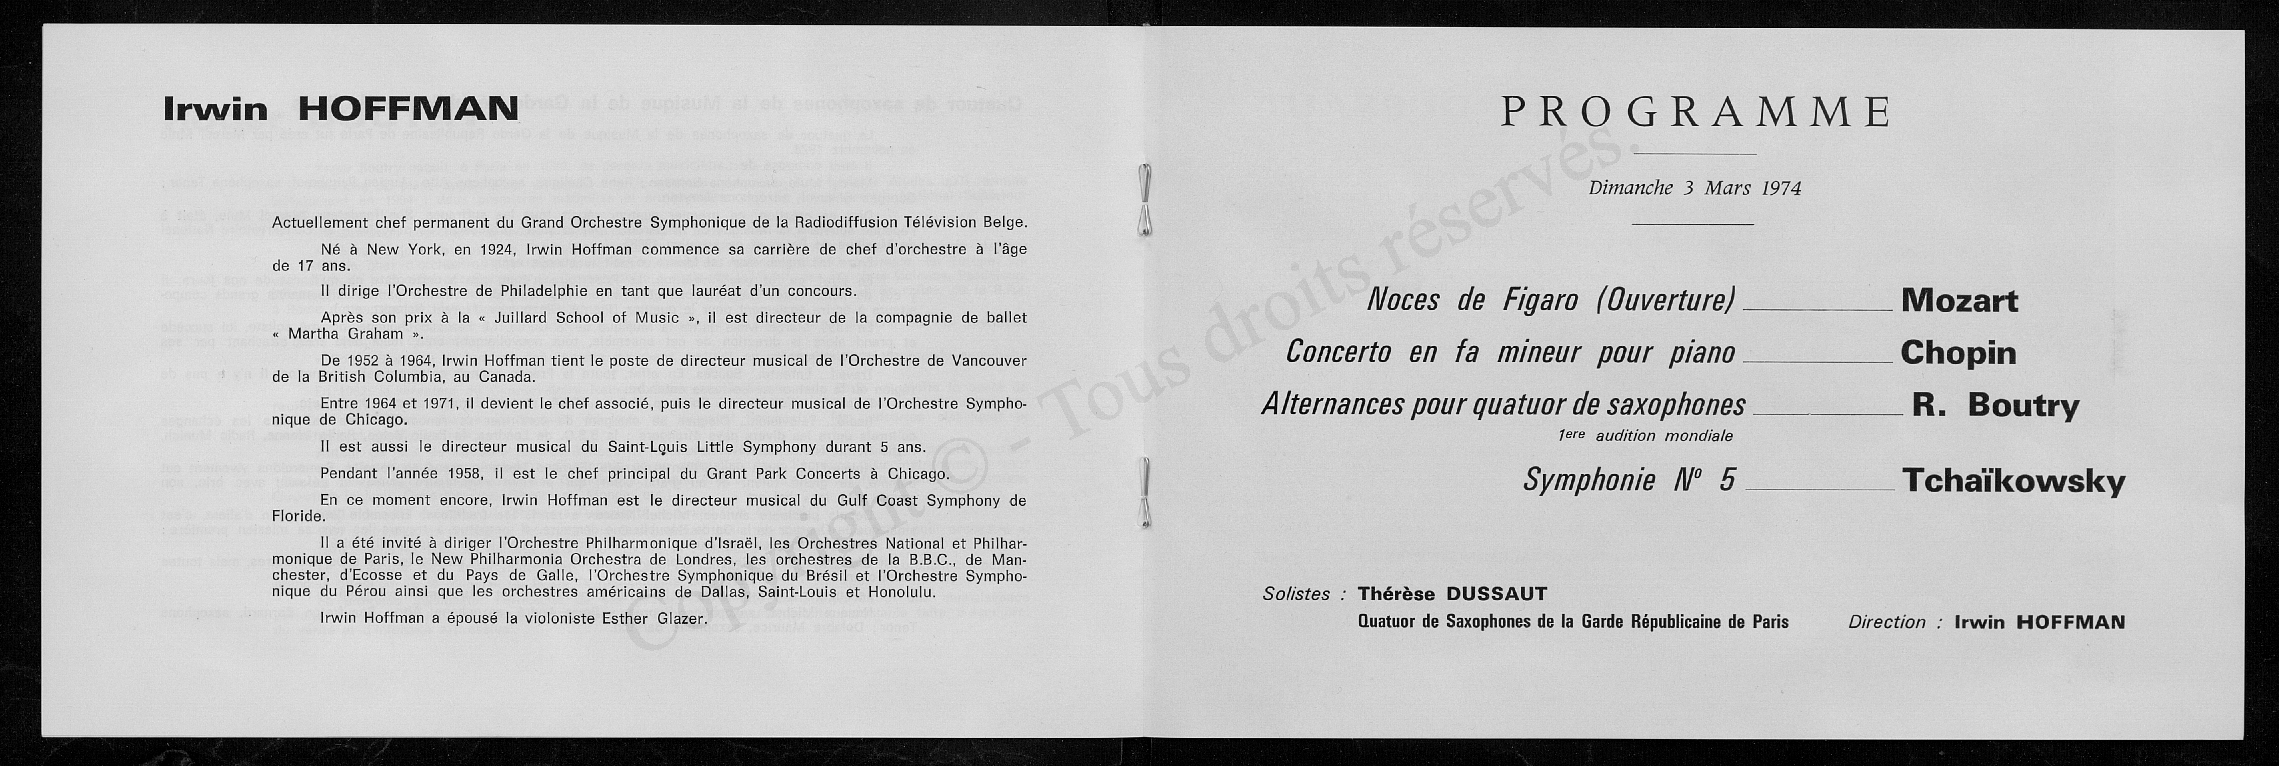 Irwin HOFFMAN
Actuellement chef permanent du Grand Orchestre Symphonique de la Radiodiffusion Télévision Belge.
Né à New York, en 1924, Irwin Hoffman commence sa carrière de chef d'orchestre à l'âge
de 17 ans.
Il dirige l'Orchestre de Philadelphie en tant que lauréat d'un concours.
Après son prix à la « Juillard School of Music », il est directeur de la compagnie de ballet
« Martha Graham ».
De 1952 à 1964, Irwin Hoffman tient le poste de directeur musical de l'Orchestre de Vancouver
de la British Columbia, au Canada.
Entre 1964 et 1971, il devient le chef associé, puis le directeur musical de l'Orchestre Sympho-
nique de Chicago.
Il est aussi le directeur musical du Saint-Louis Little Symphony durant 5 ans.
Pendant l'année 1958, il est le chef principal du Grant Park Concerts à Chicago.
En ce moment encore, Irwin Hoffman est le directeur musical du Gulf Coast Symphony de
Floride.
Il a été invité à diriger l'Orchestre Philharmonique d'Israël, les Orchestres National et Philhar-
monique de Paris, le New Philharmonia Orchestra de Londres, les orchestres de la B.B.C., de Man-
chester, d'Ecosse et du Pays de Galle, l'Orchestre Symphonique du Brésil et l'Orchestre Sympho-
nique du Pérou ainsi que les orchestres américains de Dallas, Saint-Louis et Honolulu.
Irwin Hoffman a épousé la violoniste Esther Glazer.
PROGRAMME
Dimanche 3 Mars 1974
Noces de Figaro (Ouverture) Mozart
Concerto en fa mineur pour piano Chopin
Alternances pour quatuor de saxophones R. Boutry
1ere audition mondiale
Symphonie Nº 5 Tchaïkowsky
Solistes : Thérèse DUSSAUT
Quatuor de Saxophones de la Garde Républicaine de Paris Direction : Irwin HOFFMAN
Copyright © - Tous droits réservés.